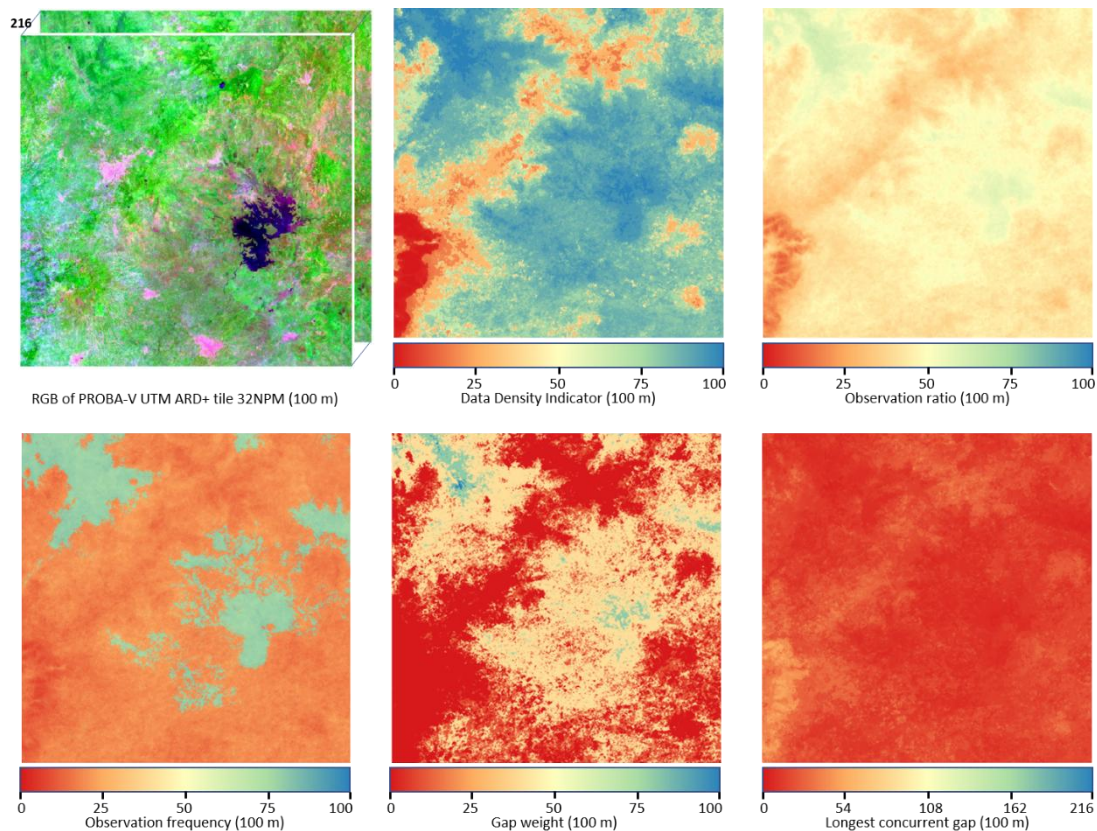 216
RGB of PROBA-V UTM ARD+ tile 32NPM (100 m)
0 25 50 75 100
Data Density Indicator (100 m)
0 25 50 75 100
Observation ratio (100 m)
0 25 50 75 100
Observation frequency (100 m)
0 25 50 75 100
Gap weight (100 m)
0 54 108 162 216
Longest concurrent gap (100 m)